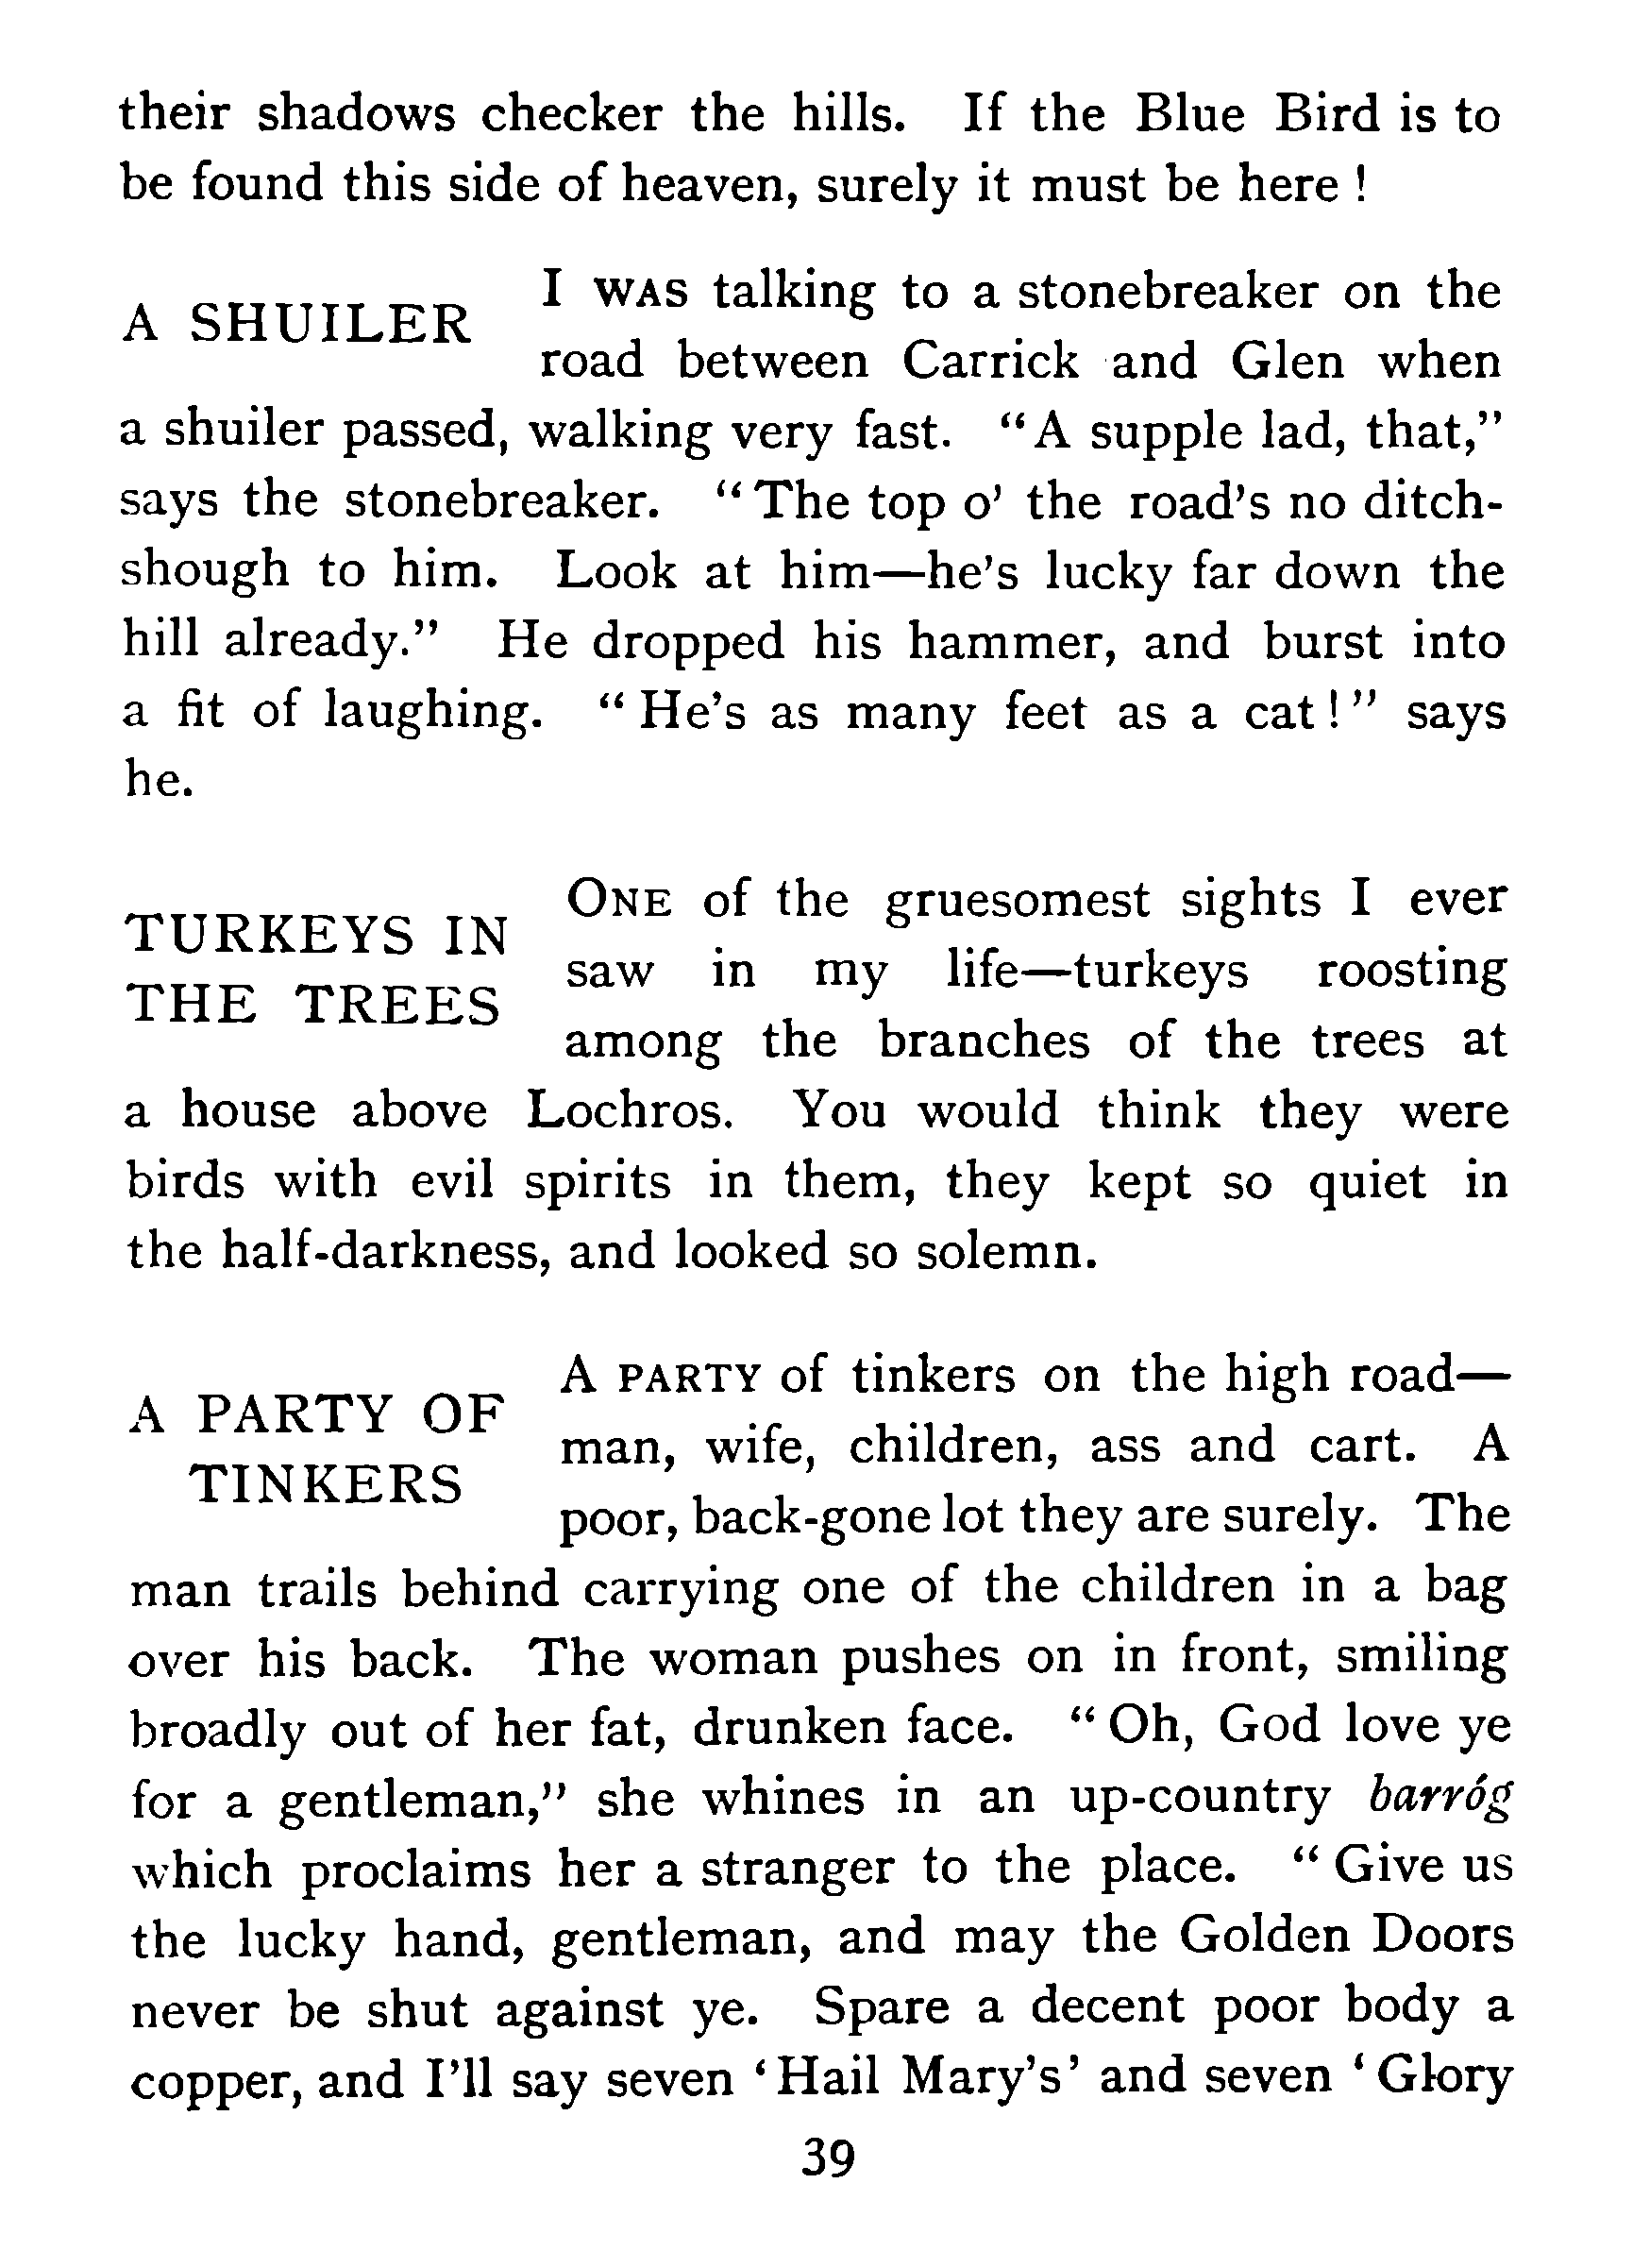 their shadows checker the hills. If the Blue Bird is to
be found this side of heaven, surely it must be here !
A SHUILER
I WAS talking to a stonebreaker on the
road between Carrick and Glen when
a shuiler passed, walking very fast. “A supple lad, that,”
says the stonebreaker. “The top o’ the road’s no ditch-
shough to him. Look at him—he’s lucky far down the
hill already.” He dropped his hammer, and burst into
a fit of laughing. “He’s as many feet as a cat!” says
he.
TURKEYS IN
THE TREES
ONE of the gruesomest sights I ever
saw in my life—turkeys roosting
among the branches of the trees at
a house above Lochros. You would think they were
birds with evil spirits in them, they kept so quiet in
the half-darkness, and looked so solemn.
A PARTY OF
TINKERS
A PARTY of tinkers on the high road—
man, wife, children, ass and cart. A
poor, back-gone lot they are surely. The
man trails behind carrying one of the children in a bag
over his back. The woman pushes on in front, smiling
broadly out of her fat, drunken face. “Oh, God love ye
for a gentleman,” she whines in an up-country barróg
which proclaims her a stranger to the place. “Give us
the lucky hand, gentleman, and may the Golden Doors
never be shut against ye. Spare a decent poor body a
copper, and I’ll say seven ‘Hail Mary’s’ and seven ‘Glory
39